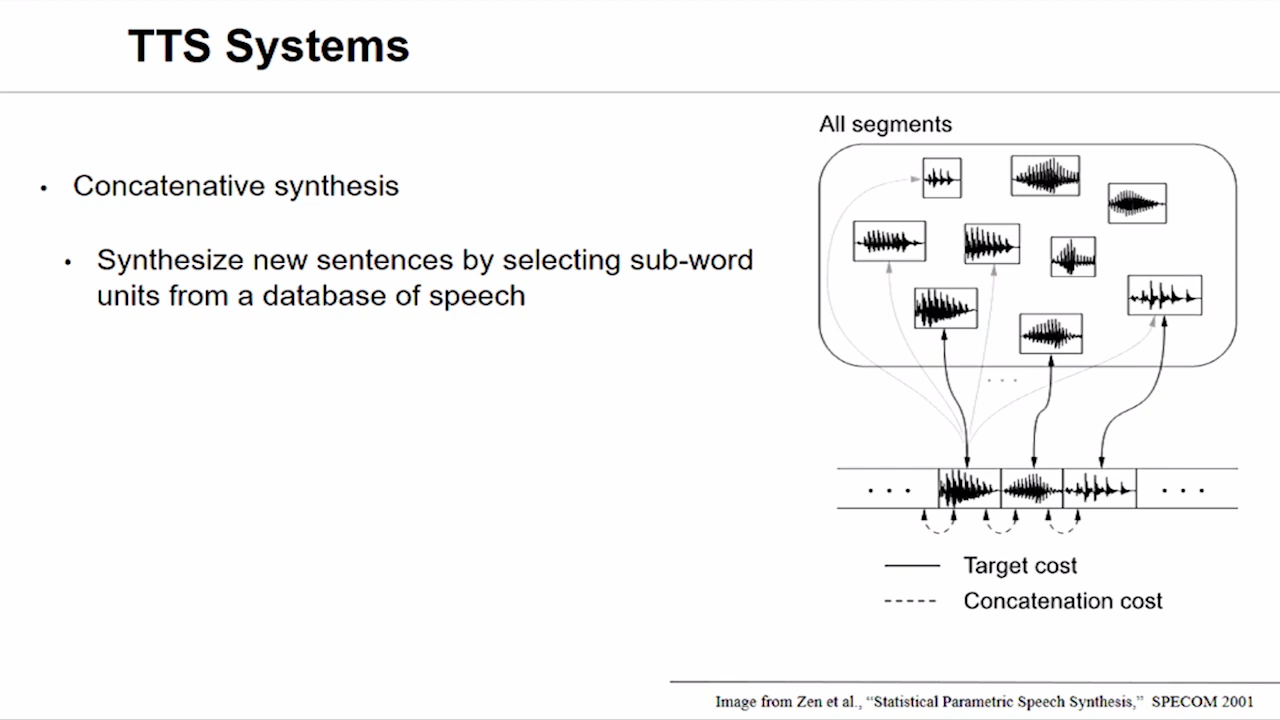 TTS Systems
• Concatenative synthesis
• Synthesize new sentences by selecting sub-word
units from a database of speech
All segments
. . .
• • •
• • •
Target cost
Concatenation cost
Image from Zen et al., “Statistical Parametric Speech Synthesis,” SPECOM 2001